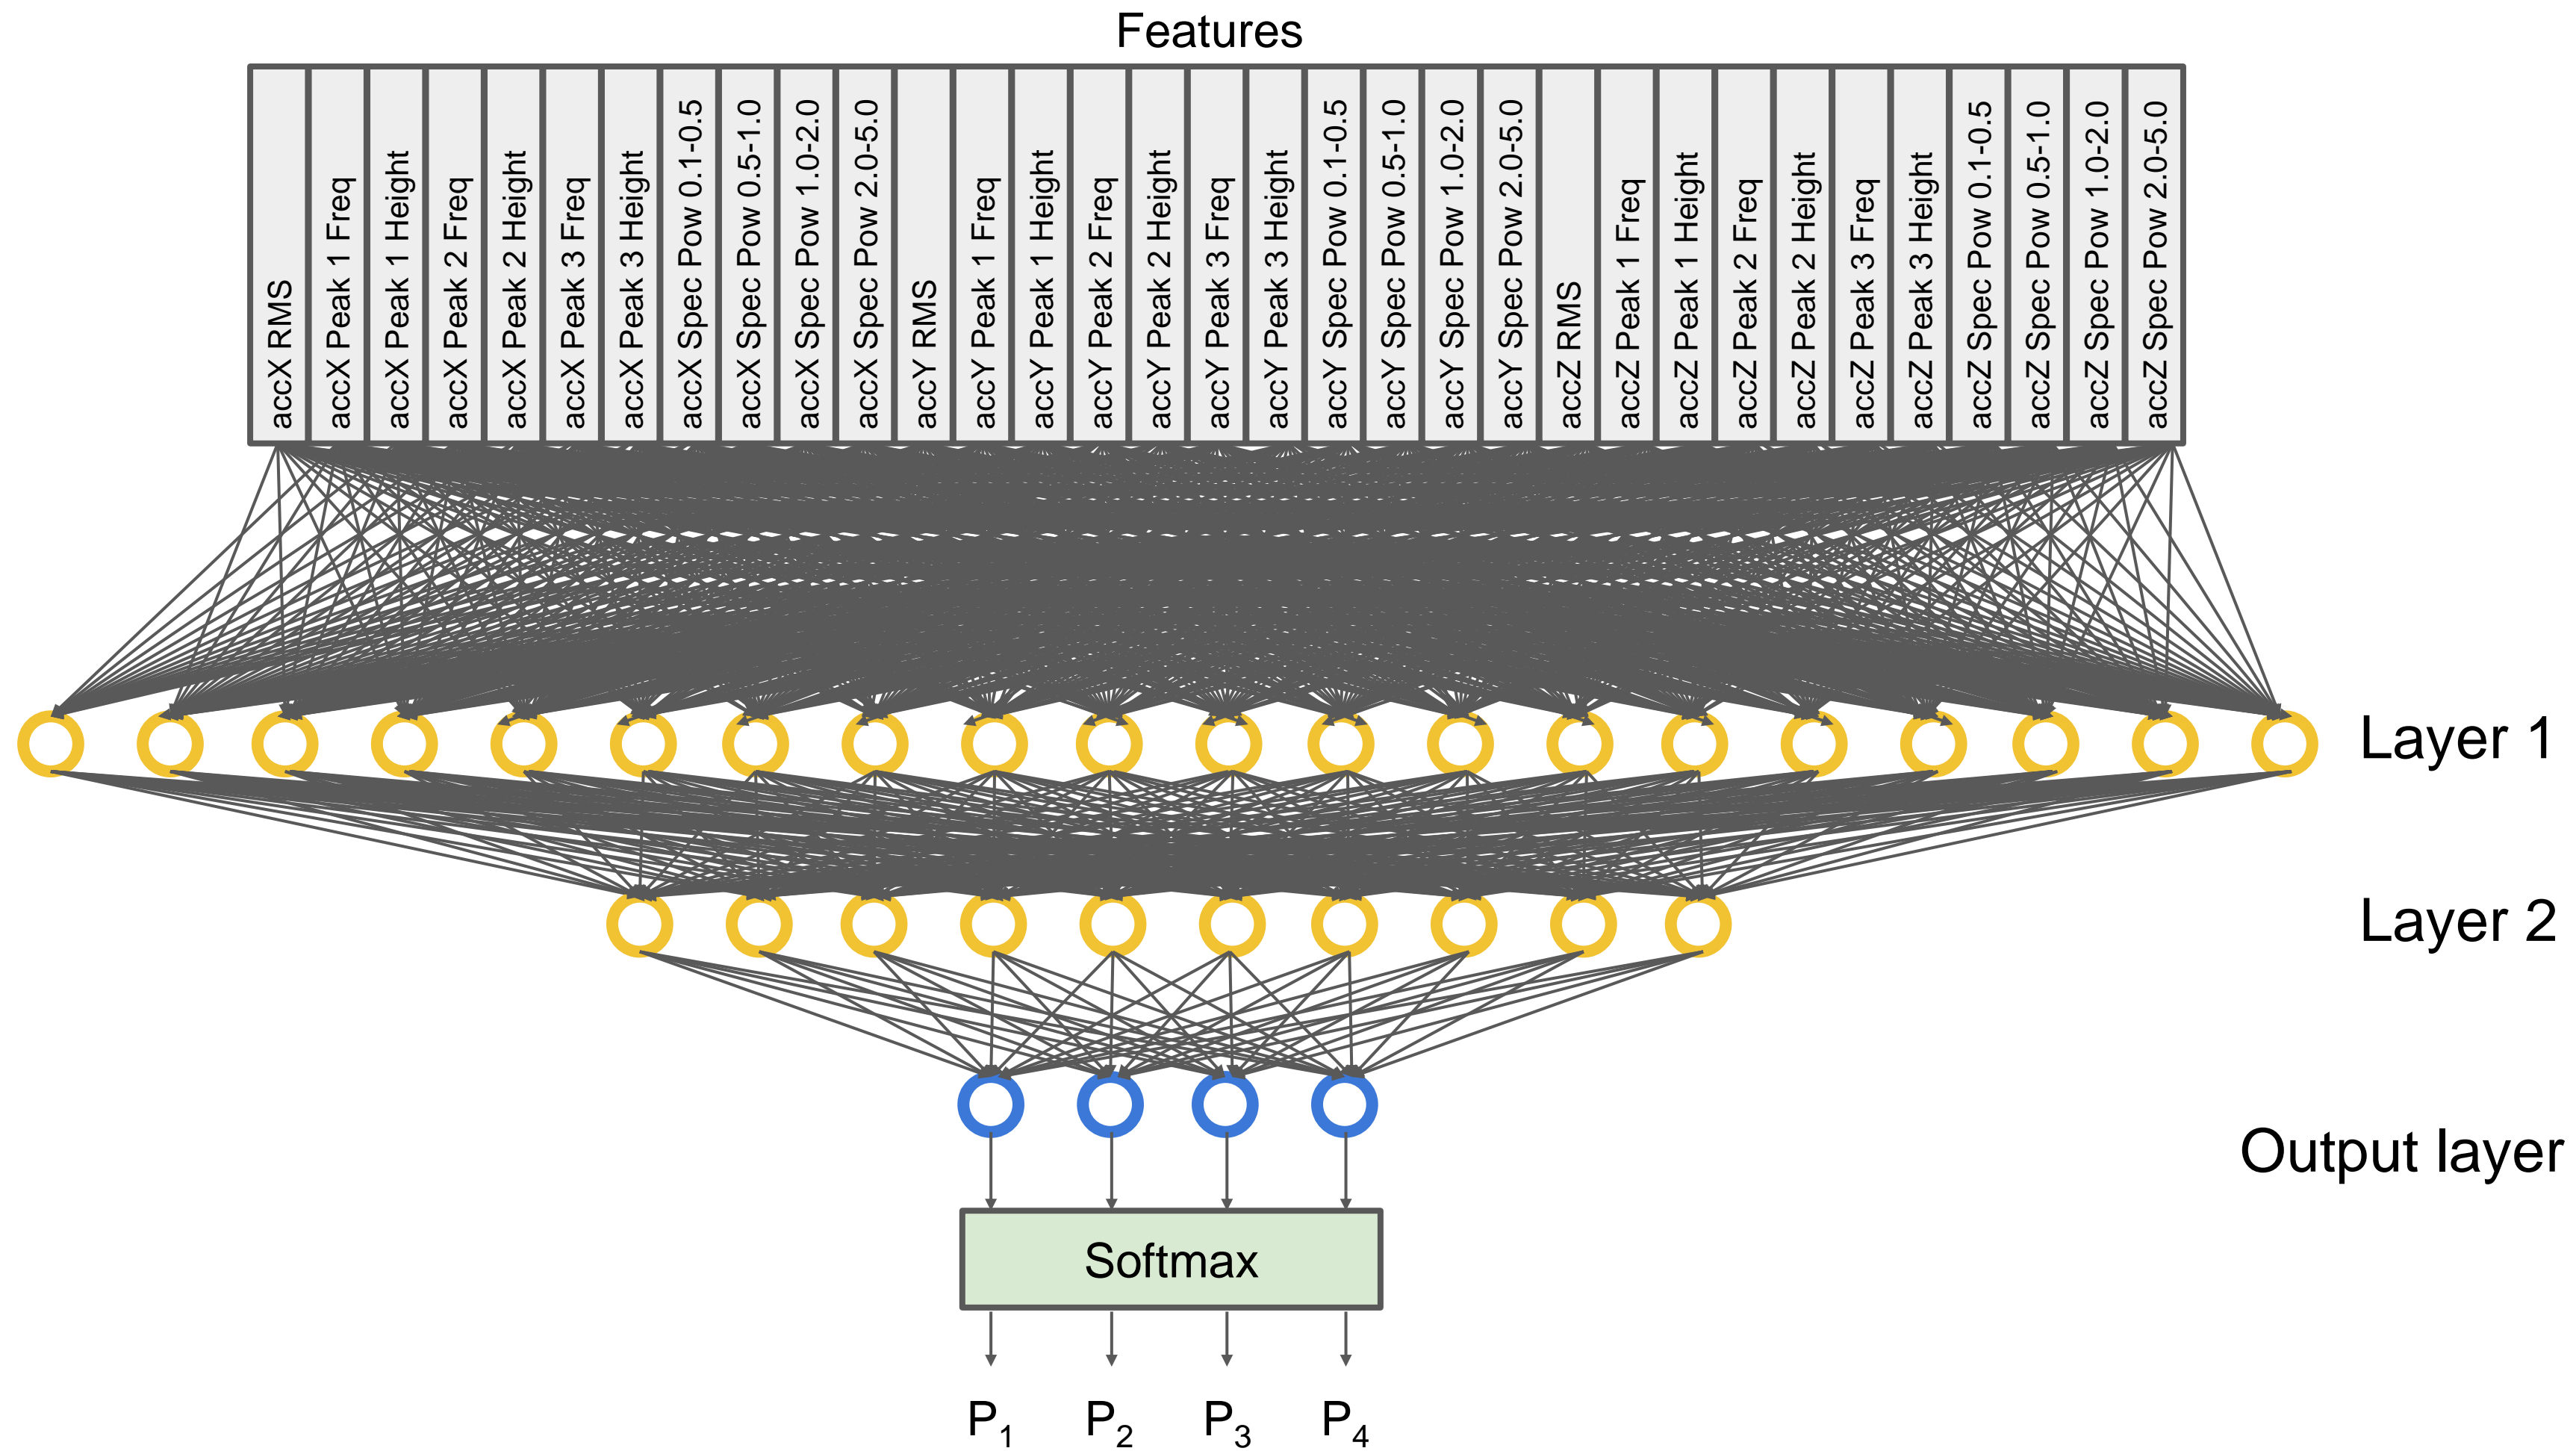 Features
accX RMS
accX Peak 1 Freq
accX Peak 1 Height
accX Peak 2 Freq
accX Peak 2 Height
accX Peak 3 Freq
accX Peak 3 Height
accX Spec Pow 0.1-0.5
accX Spec Pow 0.5-1.0
accX Spec Pow 1.0-2.0
accX Spec Pow 2.0-5.0
accY RMS
accY Peak 1 Freq
accY Peak 1 Height
accY Peak 2 Freq
accY Peak 2 Height
accY Peak 3 Freq
accY Peak 3 Height
accY Spec Pow 0.1-0.5
accY Spec Pow 0.5-1.0
accY Spec Pow 1.0-2.0
accY Spec Pow 2.0-5.0
accZ RMS
accZ Peak 1 Freq
accZ Peak 1 Height
accZ Peak 2 Freq
accZ Peak 2 Height
accZ Peak 3 Freq
accZ Peak 3 Height
accZ Spec Pow 0.1-0.5
accZ Spec Pow 0.5-1.0
accZ Spec Pow 1.0-2.0
accZ Spec Pow 2.0-5.0
Layer 1
Layer 2
Output layer
Softmax
P1 P2 P3 P4